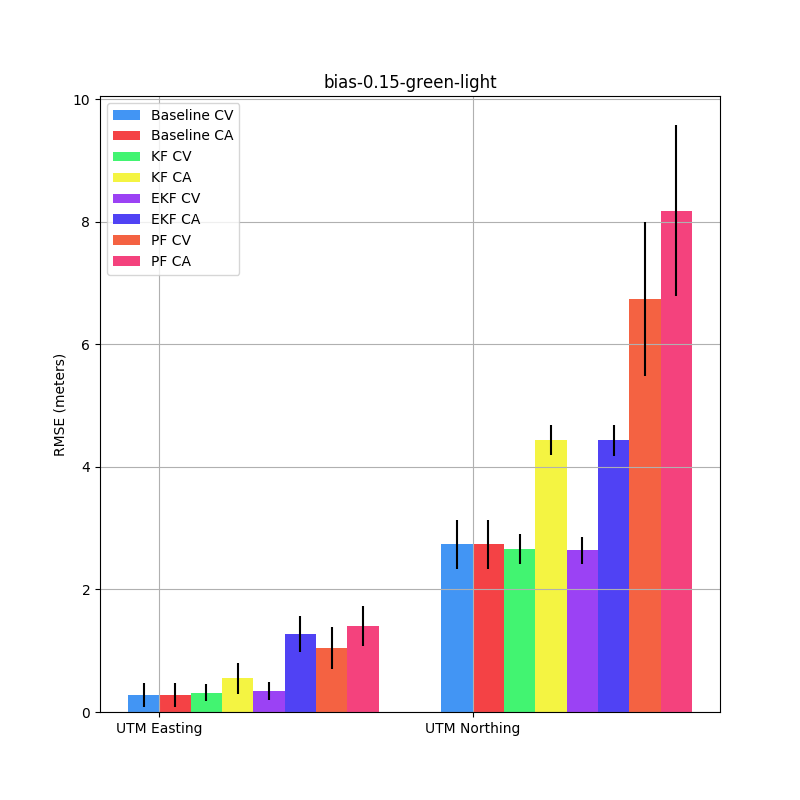 bias-0.15-green-light
10
8
6
4
2
0
RMSE (meters)
Baseline CV
Baseline CA
KF CV
KF CA
EKF CV
EKF CA
PF CV
PF CA
UTM Easting
UTM Northing